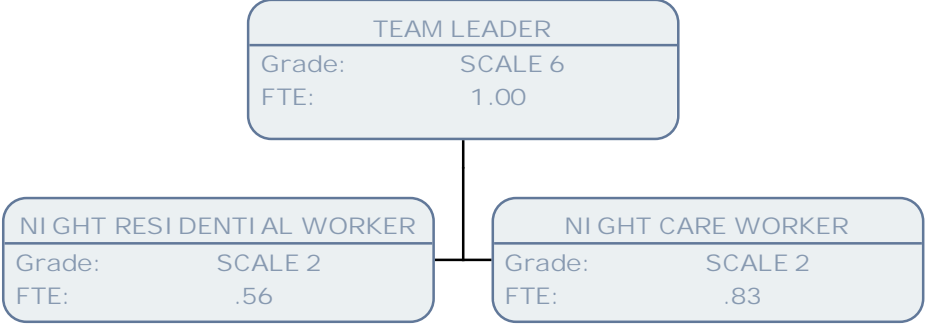 TEAM LEADER
Grade: SCALE 6
FTE: 1.00
NIGHT RESIDENTIAL WORKER
Grade: SCALE 2
FTE: .56
NIGHT CARE WORKER
Grade: SCALE 2
FTE: .83